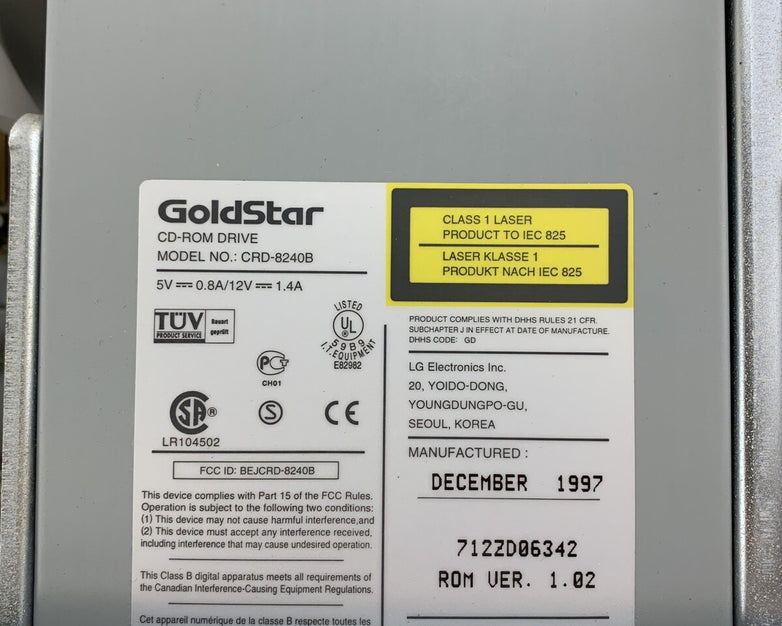 GoldStar
CD-ROM DRIVE
MODEL NO.: CRD-8240B
5V 0.8A/12V 1.4A
TÜV
PRODUCT SERVICE
Bauart
geprüft
LISTED
UL
®
59B9
I.T.EQUIPMENT
E82982
PC
CH01
SA®
LR104502
S
CE
FCC ID: BEJCRD-8240B
This device complies with Part 15 of the FCC Rules.
Operation is subject to the following two conditions:
(1) This device may not cause harmful interference,and
(2) This device must accept any interference received,
including interference that may cause undesired operation.
This Class B digital apparatus meets all requirements of
the Canadian Interference-Causing Equipment Regulations.
Cet appareil numérique de la classe B respecte toutes les
CLASS 1 LASER
PRODUCT TO IEC 825
LASER KLASSE 1
PRODUKT NACH IEC 825
PRODUCT COMPLIES WITH DHHS RULES 21 CFR.
SUBCHAPTER J IN EFFECT AT DATE OF MANUFACTURE.
DHHS CODE: GD
LG Electronics Inc.
20, YOIDO-DONG,
YOUNGDUNGPO-GU,
SEOUL, KOREA
MANUFACTURED :
DECEMBER 1997
712ZD06342
ROM VER. 1.02